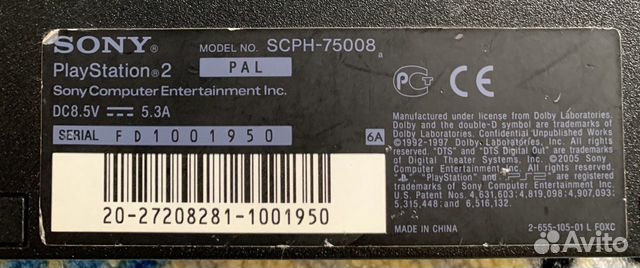 SONY® MODEL NO. SCPH-75008 a
PlayStation®2 PAL
Sony Computer Entertainment Inc.
DC8.5V 5.3A
SERIAL FD1001950
6A
20-27208281-1001950
PCT CE
Manufactured under license from Dolby Laboratories.
Dolby and the double-D symbol are trademarks of
Dolby Laboratories. Confidential Unpublished Works
©1992-1997 Dolby Laboratories. All rights reserved.
"DTS" and "DTS Digital Out" are trademarks
of Digital Theater Systems, Inc. ©2005 Sony
Computer Entertainment Inc. All rights reserved.
" ", "PlayStation" and "PS2" are registered
trademarks of Sony Computer Entertainment Inc.
U.S. Patent Nos. 4,631,603; 4,819,098; 4,907,093;
5,315,448; and 6,516,132.
MADE IN CHINA 2-655-105-01 L FOXC
Avito